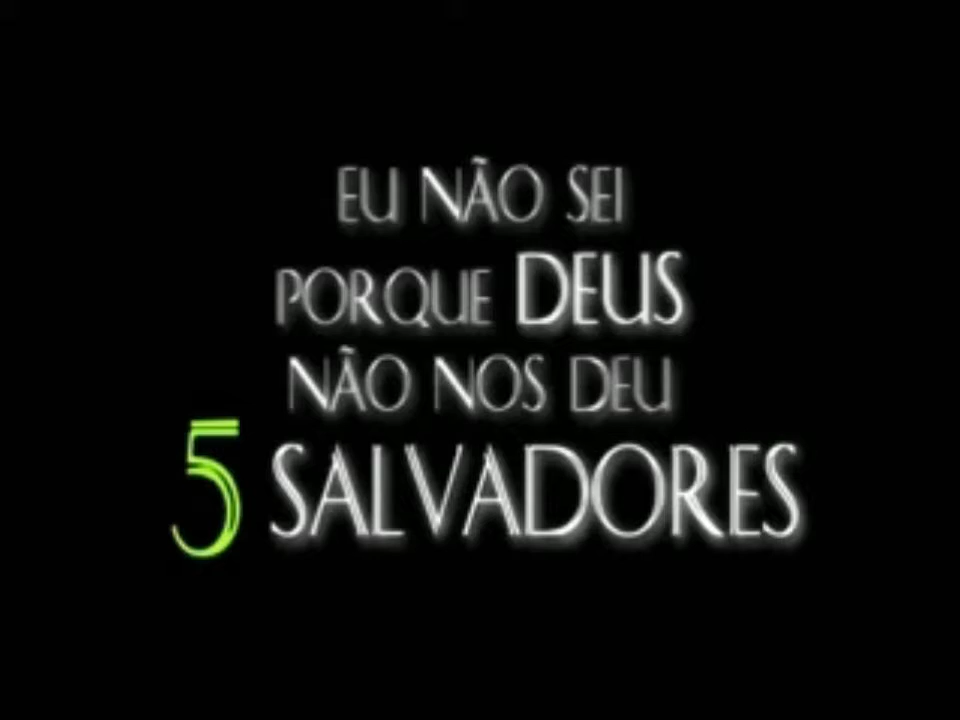 EU NÃO SEI
PORQUE DEUS
NÃO NOS DEU
5 SALVADORES